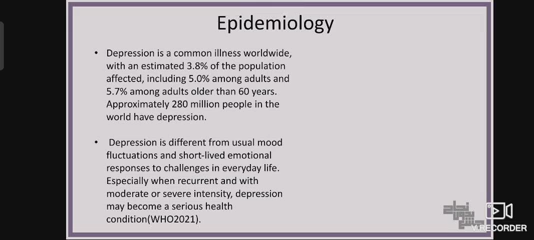 Epidemiology
• Depression is a common illness worldwide,
with an estimated 3.8% of the population
affected, including 5.0% among adults and
5.7% among adults older than 60 years.
Approximately 280 million people in the
world have depression.
• Depression is different from usual mood
fluctuations and short-lived emotional
responses to challenges in everyday life.
Especially when recurrent and with
moderate or severe intensity, depression
may become a serious health
condition(WHO2021).
RECORDER